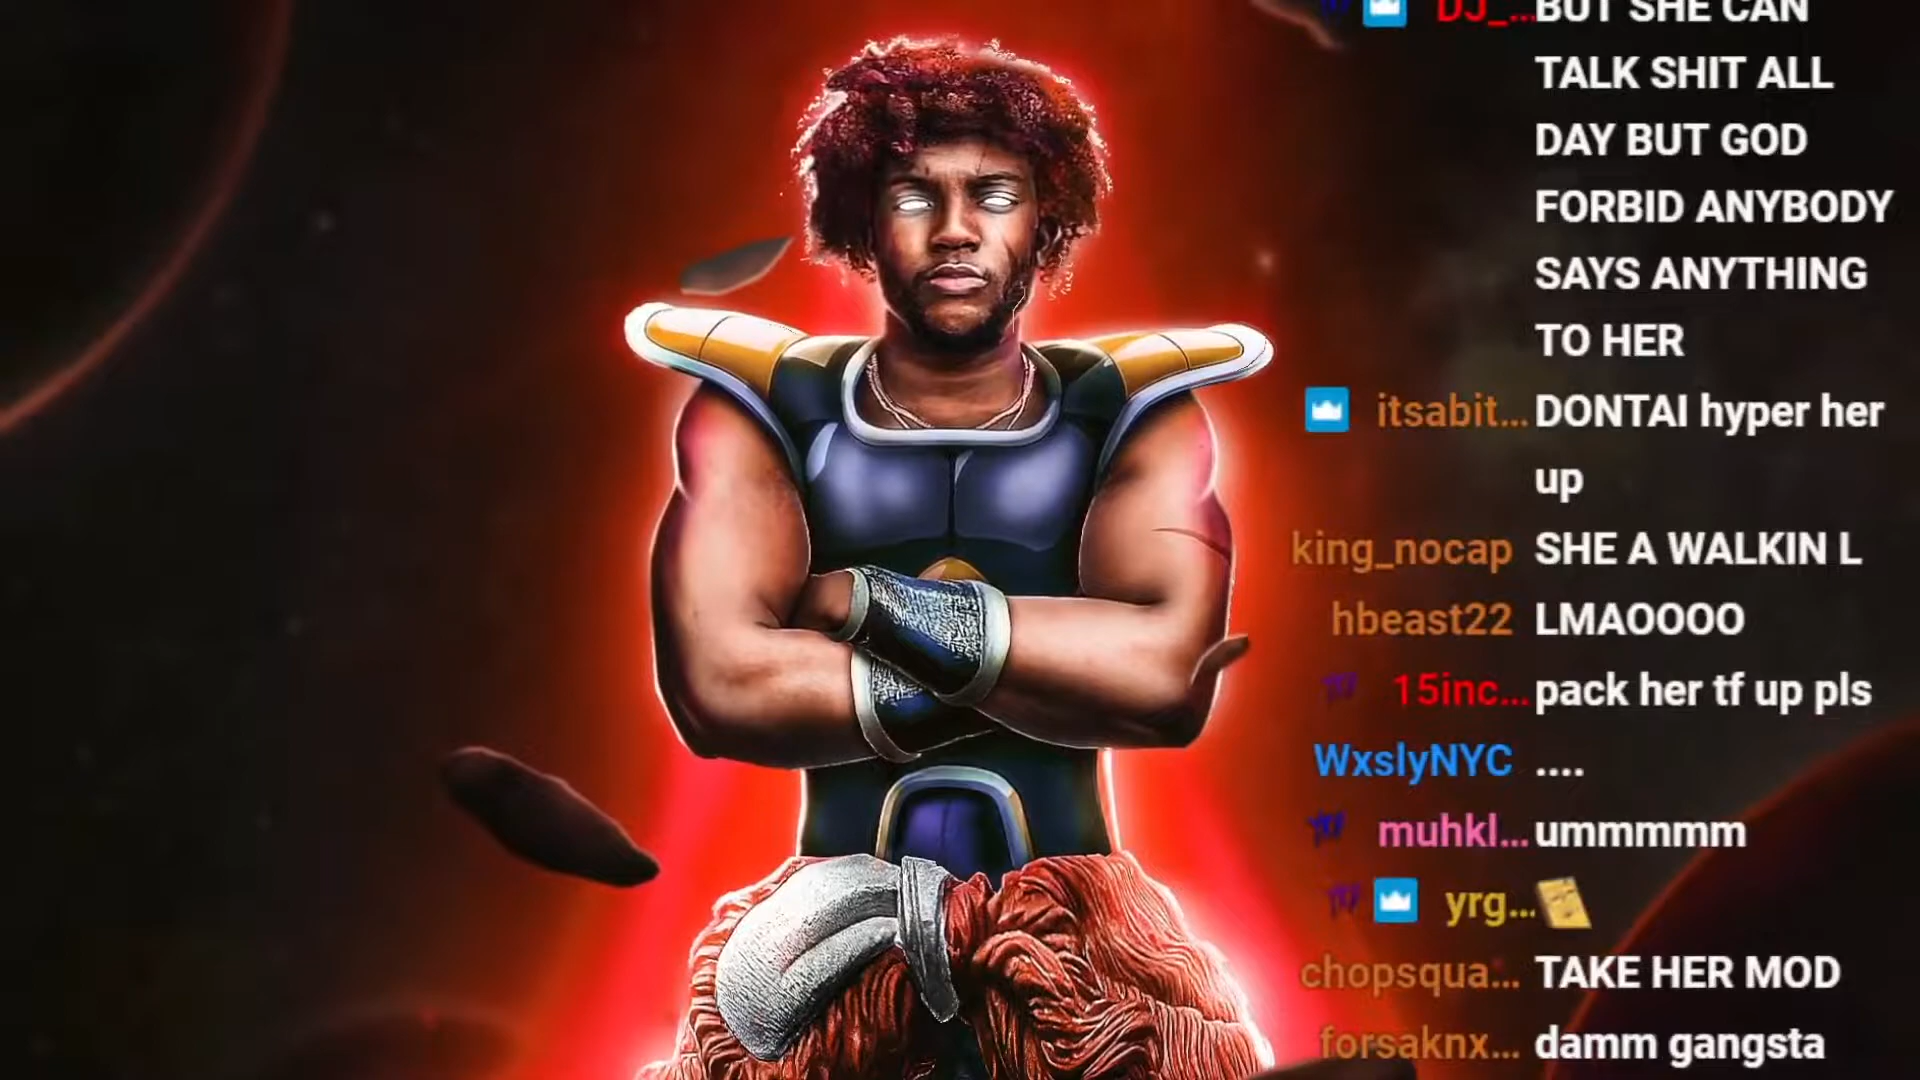 DJ_... BUT SHE CAN
TALK SHIT ALL
DAY BUT GOD
FORBID ANYBODY
SAYS ANYTHING
TO HER
itsabit... DONTAI hyper her
up
king_nocap SHE A WALKIN L
hbeast22 LMAOOOO
15inc... pack her tf up pls
WxslyNYC ....
muhkl... ummmmm
yrg...
chopsqua... TAKE HER MOD
forsaknx... damm gangsta